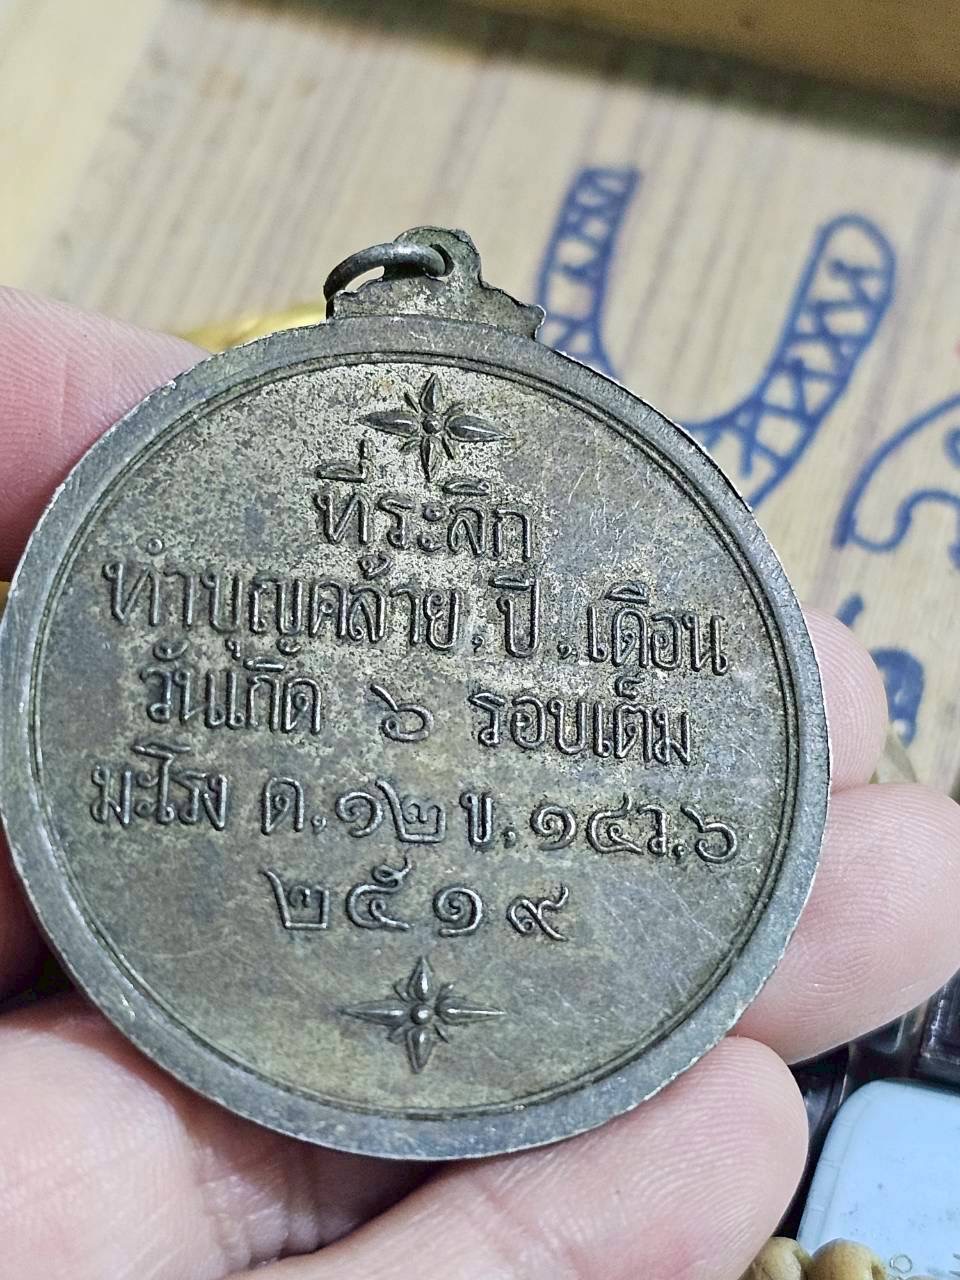 ที่ระลึก
ทำบุญคล้าย.ปี.,เดือน
วันเกิด ๖ รอบเต็ม
มะโรง ด.๑๒ ข.๑๔ว.๖
๒๕๑๙